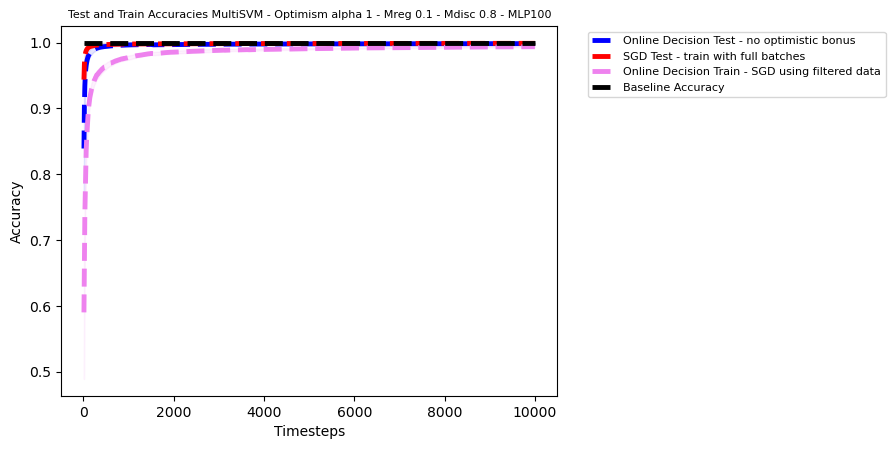 Test and Train Accuracies MultiSVM - Optimism alpha 1 - Mreg 0.1 - Mdisc 0.8 - MLP100
Online Decision Test - no optimistic bonus
SGD Test - train with full batches
Online Decision Train - SGD using filtered data
Baseline Accuracy
Accuracy
1.0
0.9
0.8
0.7
0.6
0.5
0
2000
4000
6000
8000
10000
Timesteps